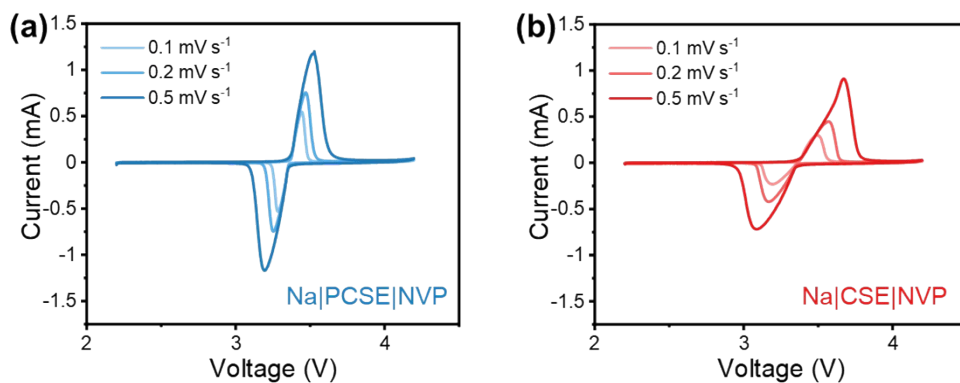 (a)
0.1 mV s⁻¹
0.2 mV s⁻¹
0.5 mV s⁻¹
Current (mA)
1.5
1
0.5
0
-0.5
-1
-1.5
Na|PCSE|NVP
2
3
4
Voltage (V)
(b)
0.1 mV s⁻¹
0.2 mV s⁻¹
0.5 mV s⁻¹
Current (mA)
1.5
1
0.5
0
-0.5
-1
-1.5
Na|CSE|NVP
2
3
4
Voltage (V)